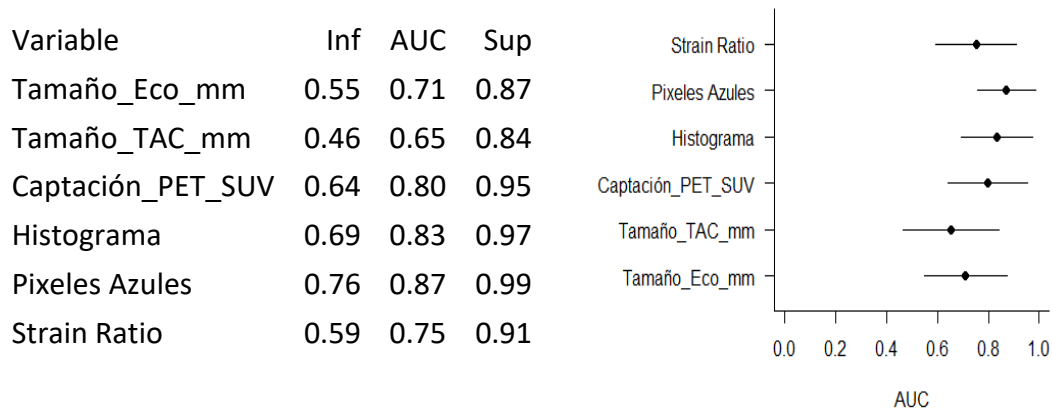 Variable Inf AUC Sup
Tamaño_Eco_mm 0.55 0.71 0.87
Tamaño_TAC_mm 0.46 0.65 0.84
Captación_PET_SUV 0.64 0.80 0.95
Histograma 0.69 0.83 0.97
Pixeles Azules 0.76 0.87 0.99
Strain Ratio 0.59 0.75 0.91
Strain Ratio
Pixeles Azules
Histograma
Captación_PET_SUV
Tamaño_TAC_mm
Tamaño_Eco_mm
0.0 0.2 0.4 0.6 0.8 1.0
AUC